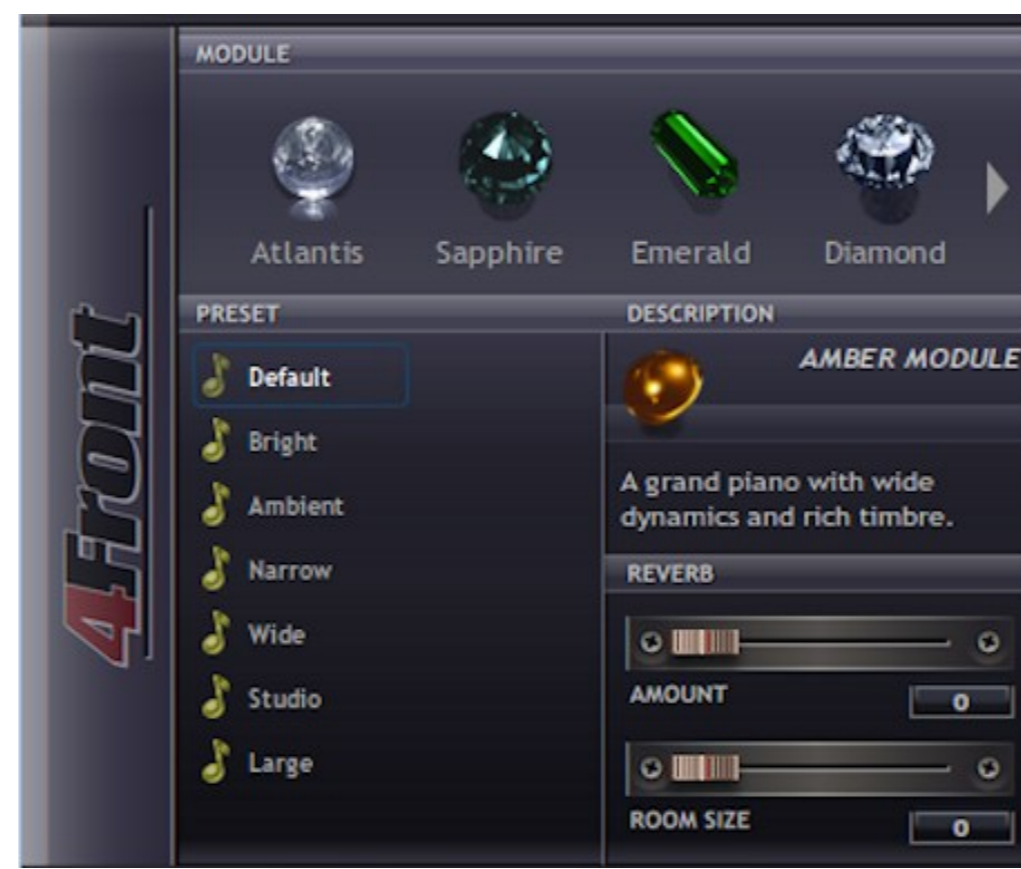 4Front
MODULE
Atlantis Sapphire Emerald Diamond
PRESET
Default
Bright
Ambient
Narrow
Wide
Studio
Large
DESCRIPTION
AMBER MODULE
A grand piano with wide
dynamics and rich timbre.
REVERB
AMOUNT 0
ROOM SIZE 0